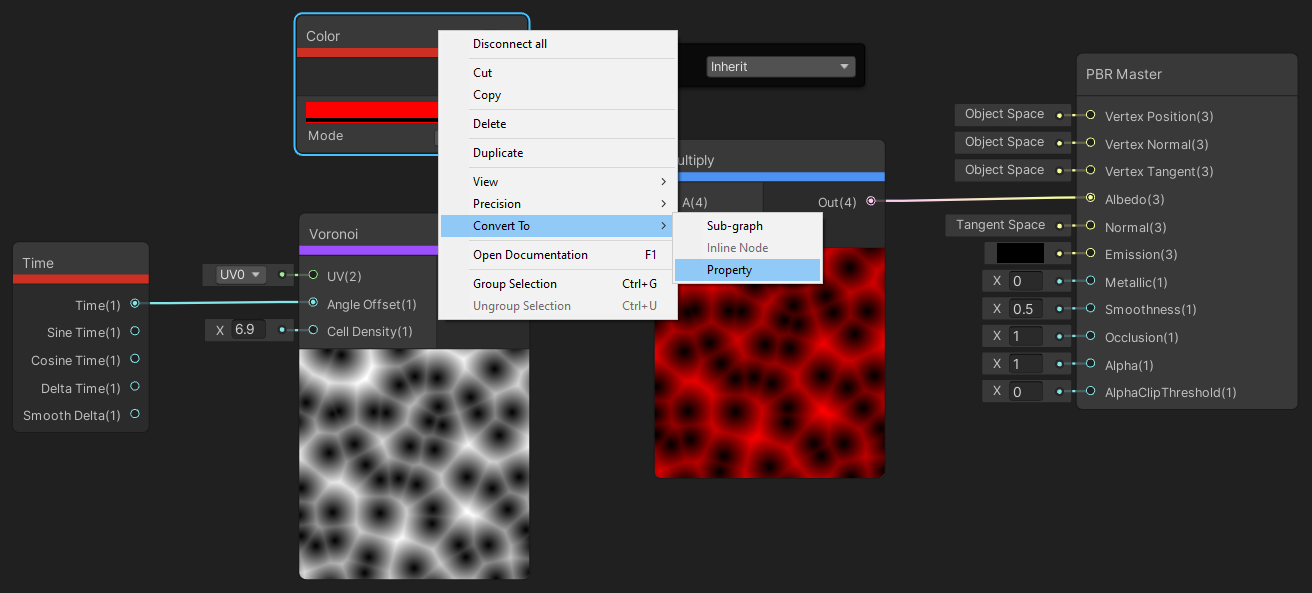 Color
Mode
Disconnect all
Cut
Copy
Delete
Duplicate
View
Precision
Convert To
Open Documentation F1
Group Selection Ctrl+G
Ungroup Selection Ctrl+U
Sub-graph
Inline Node
Property
Inherit
Time
Time(1)
Sine Time(1)
Cosine Time(1)
Delta Time(1)
Smooth Delta(1)
Voronoi
UV0 UV(2)
Angle Offset(1)
X 6.9 Cell Density(1)
ultiply
A(4) Out(4)
PBR Master
Object Space Vertex Position(3)
Object Space Vertex Normal(3)
Object Space Vertex Tangent(3)
Albedo(3)
Tangent Space Normal(3)
Emission(3)
X 0 Metallic(1)
X 0.5 Smoothness(1)
X 1 Occlusion(1)
X 1 Alpha(1)
X 0 AlphaClipThreshold(1)